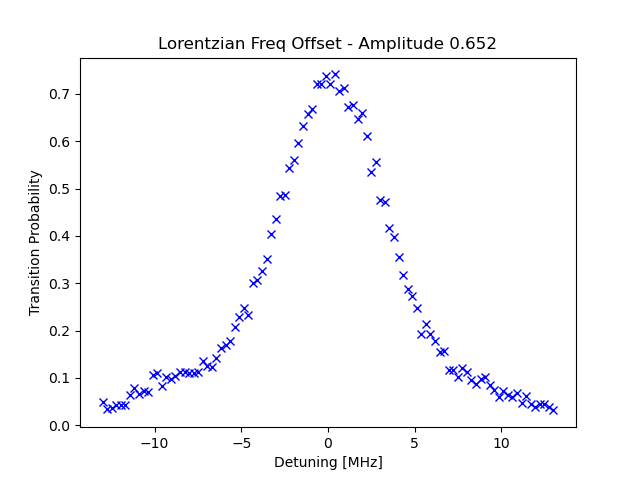 Lorentzian Freq Offset - Amplitude 0.652
Transition Probability
0.7
0.6
0.5
0.4
0.3
0.2
0.1
0.0
−10 −5 0 5 10
Detuning [MHz]